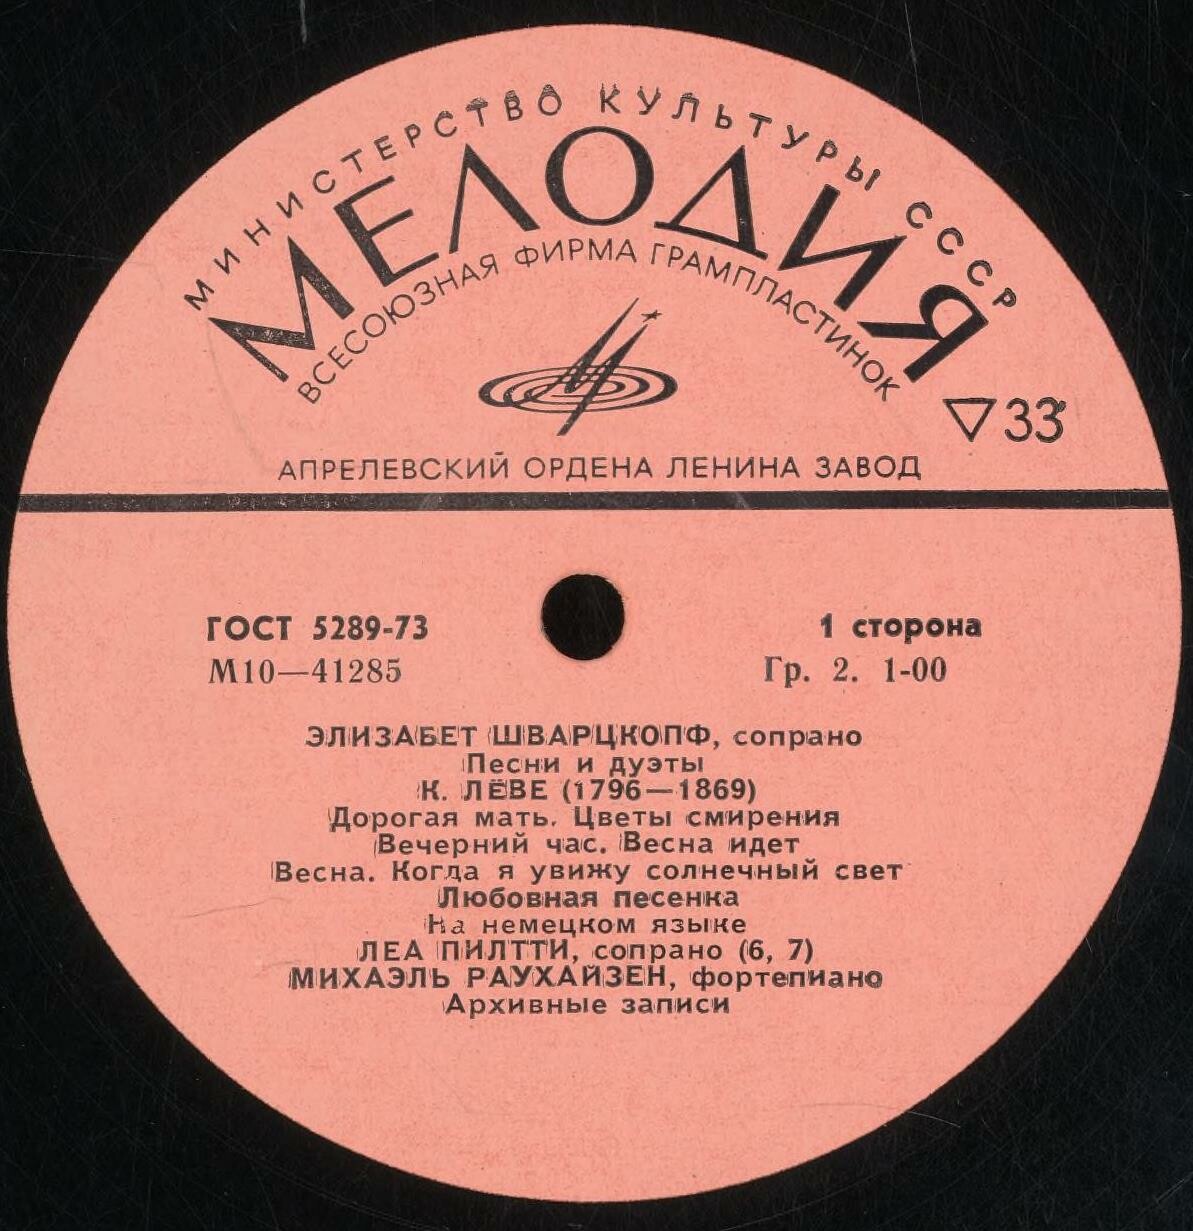 МИНИСТЕРСТВО КУЛЬТУРЫ СССР
МЕЛОДИЯ
ВСЕСОЮЗНАЯ ФИРМА ГРАМПЛАСТИНОК
▽ 33
АПРЕЛЕВСКИЙ ОРДЕНА ЛЕНИНА ЗАВОД
ГОСТ 5289-73
1 сторона
М10—41285
Гр. 2. 1-00
ЭЛИЗАБЕТ ШВАРЦКОПФ, сопрано
Песни и дуэты
К. ЛЁВЕ (1796—1869)
Дорогая мать. Цветы смирения
Вечерний час. Весна идет
Весна. Когда я увижу солнечный свет
Любовная песенка
На немецком языке
ЛЕА ПИЛТТИ, сопрано (6, 7)
МИХАЭЛЬ РАУХАЙЗЕН, фортепиано
Архивные записи